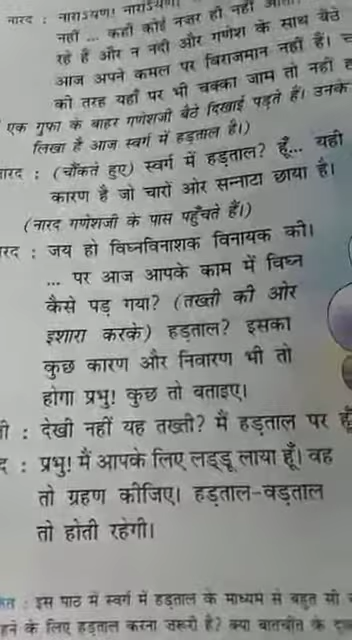 नारद : नाराऽयण! नाराऽयण!
नहीं ... कहीं कोई नज़र ही नहीं
रहे हैं और न नंदी और गणेश के साथ बैठे
आज अपने कमल पर विराजमान नहीं हैं।
की तरह यहाँ पर भी चक्का जाम तो नहीं
एक गुफा के बाहर गणेशजी बैठे दिखाई पड़ते हैं। उनके
लिखा है आज स्वर्ग में हड़ताल है।)
ारद : (चौंकते हुए) स्वर्ग में हड़ताल? हूँ... यही
कारण है जो चारों ओर सन्नाटा छाया है।
(नारद गणेशजी के पास पहुँचते हैं।)
रद : जय हो विघ्नविनाशक विनायक की।
... पर आज आपके काम में विघ्न
कैसे पड़ गया? (तख्ती की ओर
इशारा करके) हड़ताल? इसका
कुछ कारण और निवारण भी तो
होगा प्रभु! कुछ तो बताइए।
ी : देखी नहीं यह तख्ती? मैं हड़ताल पर हूँ
द : प्रभु! मैं आपके लिए लड्डू लाया हूँ। वह
तो ग्रहण कीजिए। हड़ताल-वड़ताल
तो होती रहेगी।
केत : इस पाठ में स्वर्ग में हड़ताल के माध्यम से बहुत सी
हने के लिए हड़ताल करना ज़रूरी है? क्या बातचीत के